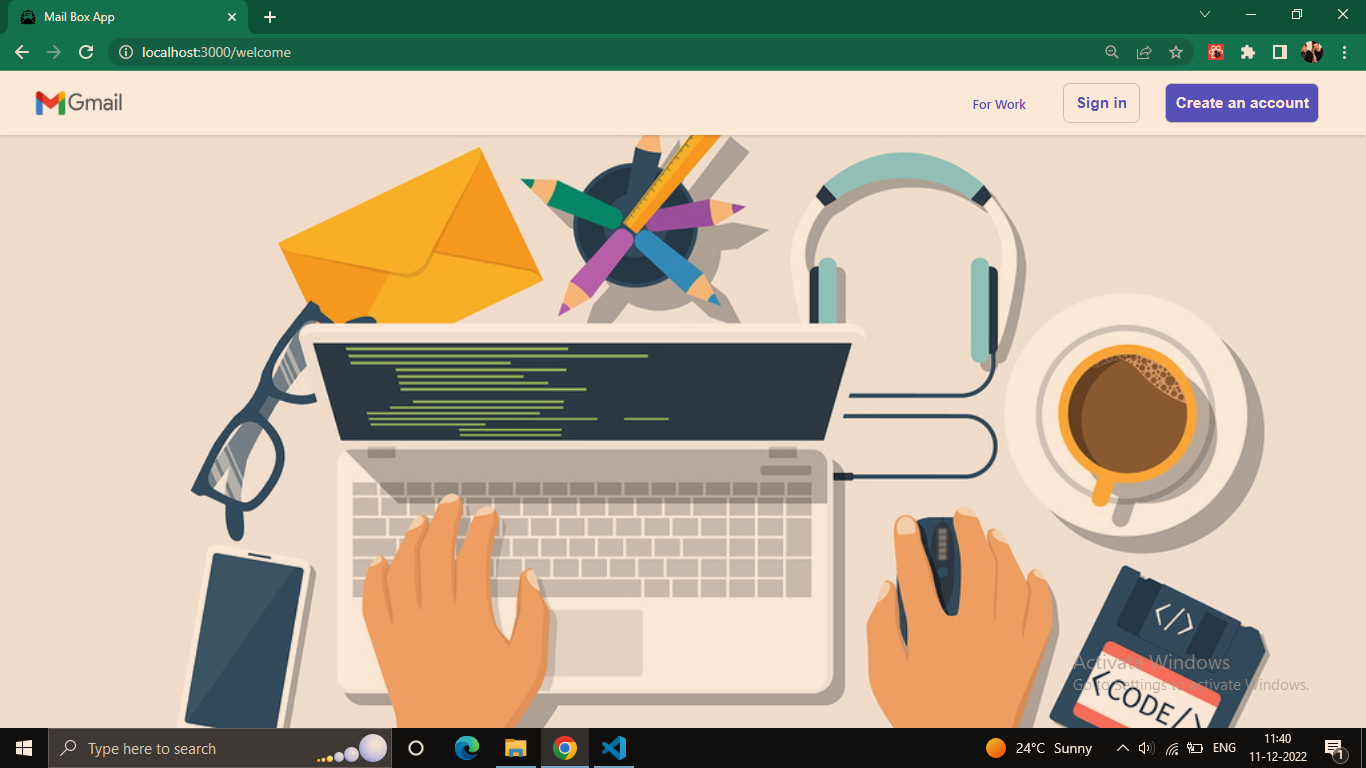 Mail Box App
localhost:3000/welcome
Gmail
For Work
Sign in
Create an account
</>
<CODE/>
Activate Windows
Go to Settings to activate Windows.
Type here to search
24°C Sunny
ENG
11:40
11-12-2022
1